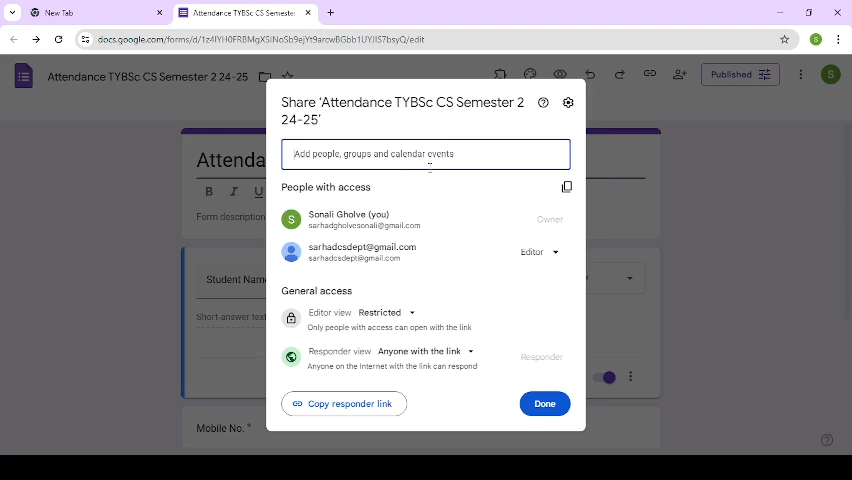 New Tab
Attendance TYBSc CS Semester
docs.google.com/forms/d/1z4IYH0FRBMgXSlNoSb9ejYt9arcwBGbb1UYJIS7bsyQ/edit
S
Attendance TYBSc CS Semester 2 24-25
Published
S
Share 'Attendance TYBSc CS Semester 2
24-25'
Attenda
Add people, groups and calendar events
B I U
Form description
People with access
S
Sonali Gholve (you)
sarhadgholvesonali@gmail.com
Owner
sarhadcsdept@gmail.com
sarhadcsdept@gmail.com
Editor
Student Name
General access
Editor view Restricted
Only people with access can open with the link
Short-answer text
Responder view Anyone with the link
Anyone on the Internet with the link can respond
Responder
Copy responder link
Done
Mobile No. *